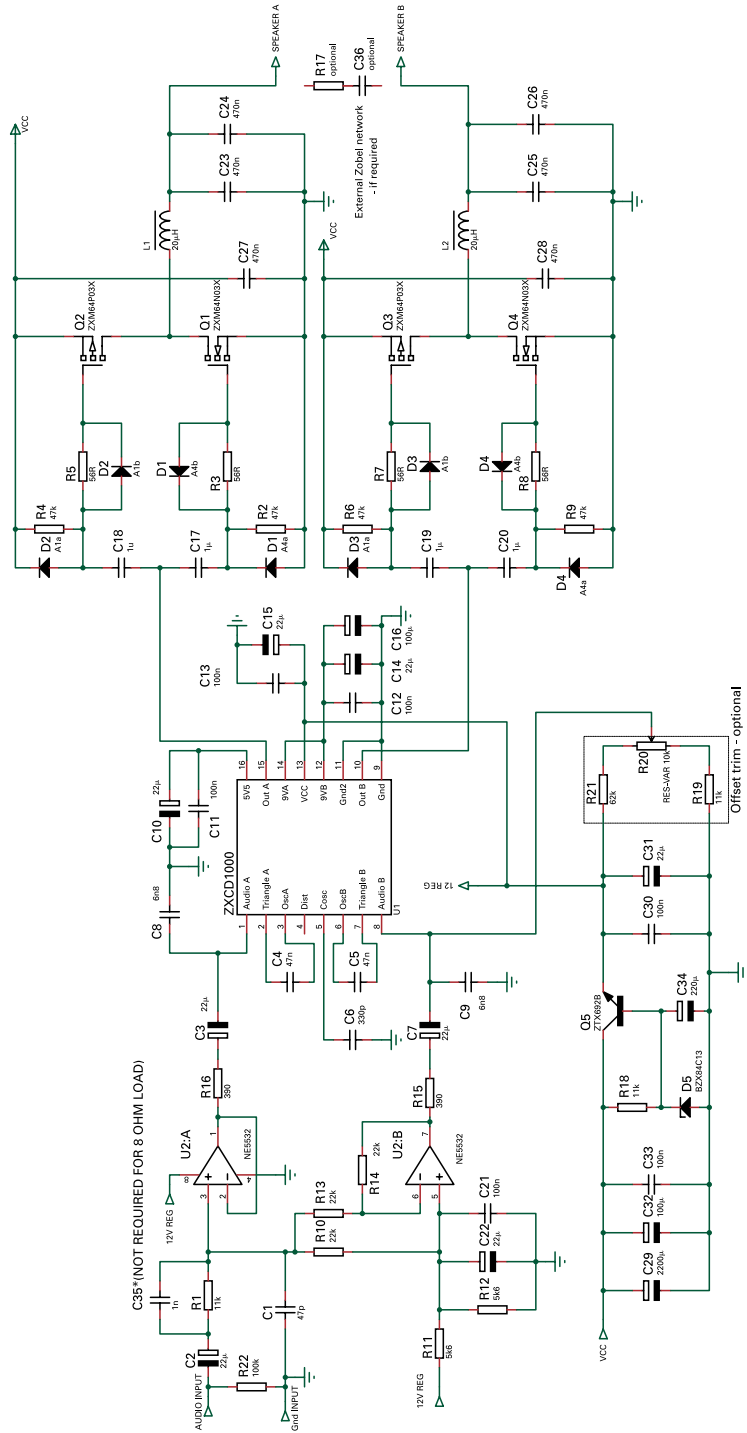 VCC
SPEAKER A
R17
optional
C36
optional
External Zobel network
- if required
SPEAKER B
C24
470n
C23
470n
L1
20µH
C27
470n
VCC
C26
470n
C25
470n
L2
20µH
C28
470n
Q2
ZXM64P03X
Q1
ZXM64N03X
Q3
ZXM64P03X
Q4
ZXM64N03X
R5
56R
D2
A1b
D1
A4b
R3
56R
R7
56R
D3
A1b
D4
A4b
R8
56R
R4
47k
D2
A1a
C18
1u
C17
1µ
R2
47k
D1
A4a
R6
47k
D3
A1a
C19
1µ
C20
1µ
R9
47k
D4
A4a
C13
100n
C15
22µ
C16
100µ
C14
22µ
C12
100n
C10
22µ
C11
100n
C8
6n8
ZXCD1000
U1
16
5V5
15
Out A
14
9VA
13
VCC
12
9VB
11
Gnd2
10
Out B
9
Gnd
1
Audio A
2
Triangle A
3
OscA
4
Dist
5
Cosc
6
OscB
7
Triangle B
8
Audio B
12 REG
R21
62k
R20
RES-VAR 10k
R19
11k
Offset trim - optional
C4
47n
C5
47n
C6
330p
C9
6n8
C3
22µ
C7
22µ
R16
390
R15
390
C31
22µ
C30
100n
Q5
ZTX692B
C34
220µ
R18
11k
D5
BZX84C13
C33
100n
C32
100µ
C29
2200µ
VCC
C35*(NOT REQUIRED FOR 8 OHM LOAD)
1n
U2:A
NE5532
8
1
3
2
4
12V REG
R14
22k
U2:B
NE5532
7
6
5
R13
22k
R10
22k
R1
11k
C1
47p
C21
100n
C22
22µ
R12
5k6
R11
5k6
12V REG
C2
22µ
R22
100k
AUDIO INPUT
Gnd INPUT